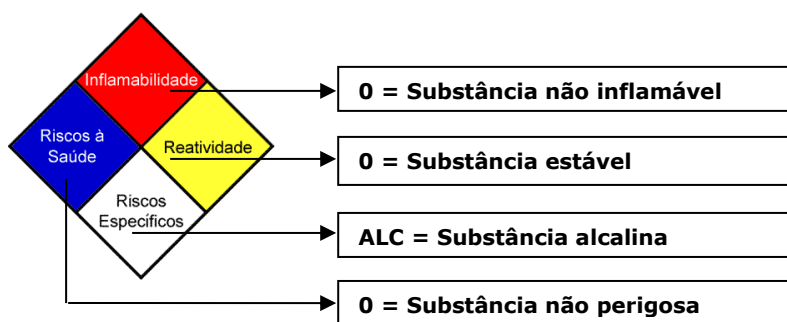 Inflamabilidade
0 = Substância não inflamável
Riscos à
Saúde
Reatividade
0 = Substância estável
Riscos
Específicos
ALC = Substância alcalina
0 = Substância não perigosa